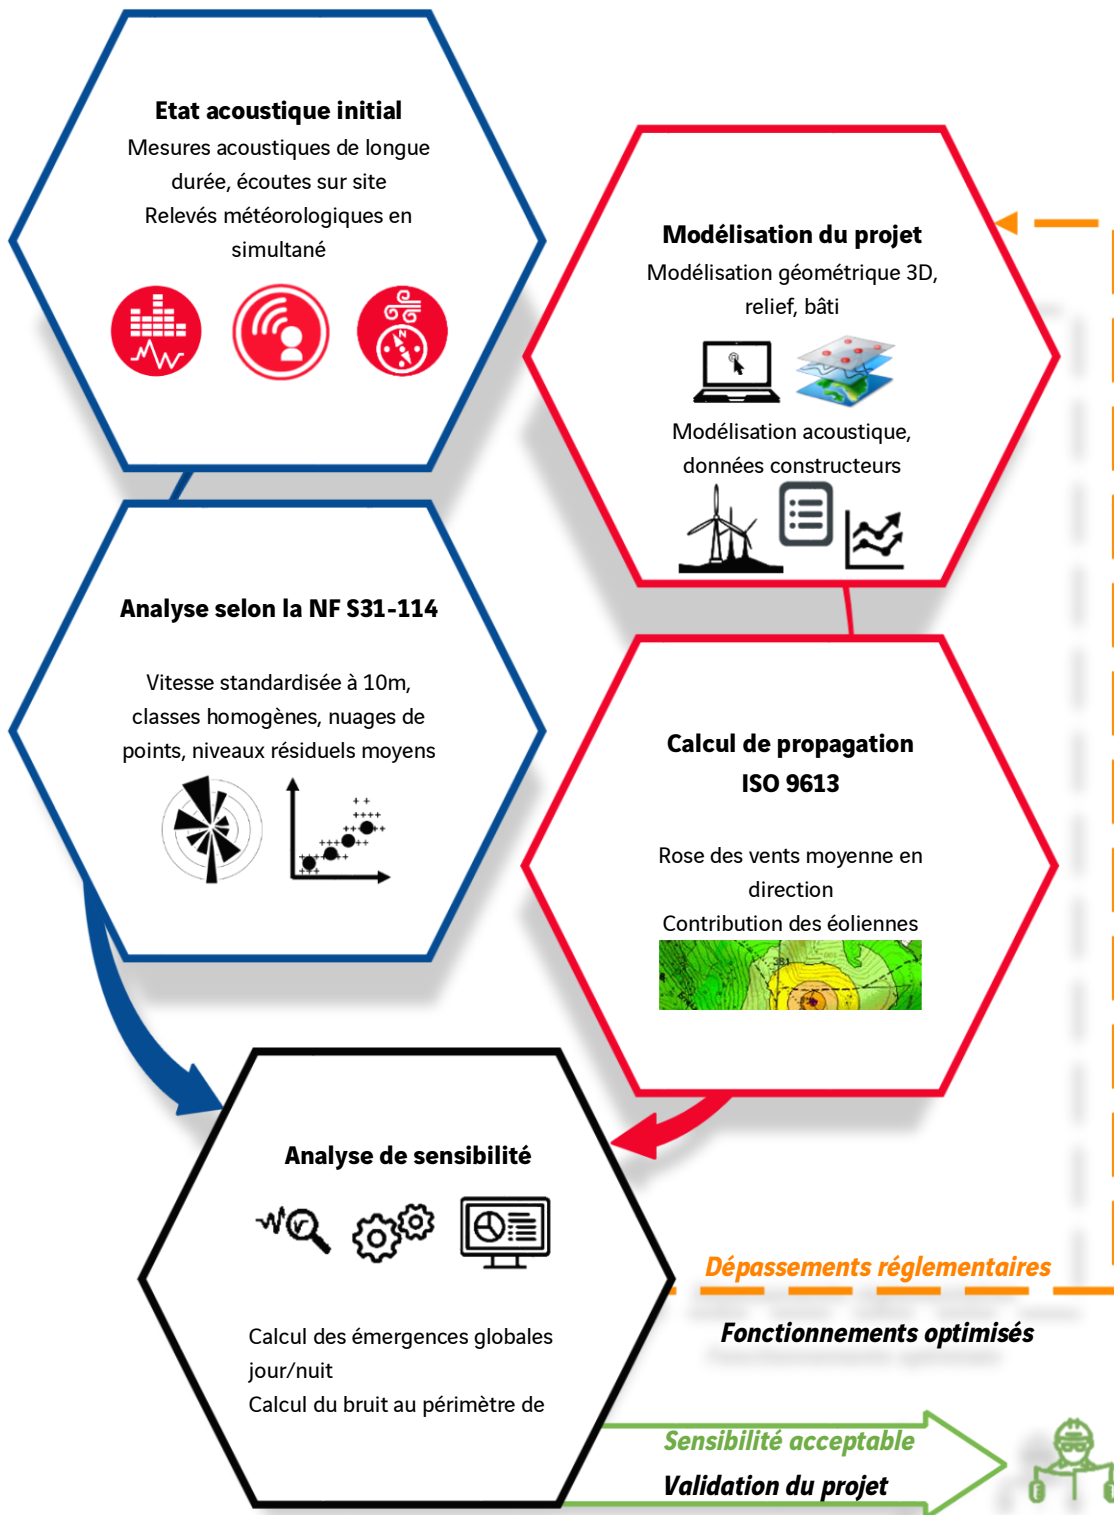 Etat acoustique initial
Mesures acoustiques de longue
durée, écoutes sur site
Relevés météorologiques en
simultané
Modélisation du projet
Modélisation géométrique 3D,
relief, bâti
Modélisation acoustique,
données constructeurs
Analyse selon la NF S31-114
Vitesse standardisée à 10m,
classes homogènes, nuages de
points, niveaux résiduels moyens
Calcul de propagation
ISO 9613
Rose des vents moyenne en
direction
Contribution des éoliennes
381
Analyse de sensibilité
Calcul des émergences globales
jour/nuit
Calcul du bruit au périmètre de
Dépassements réglementaires
Fonctionnements optimisés
Sensibilité acceptable
Validation du projet